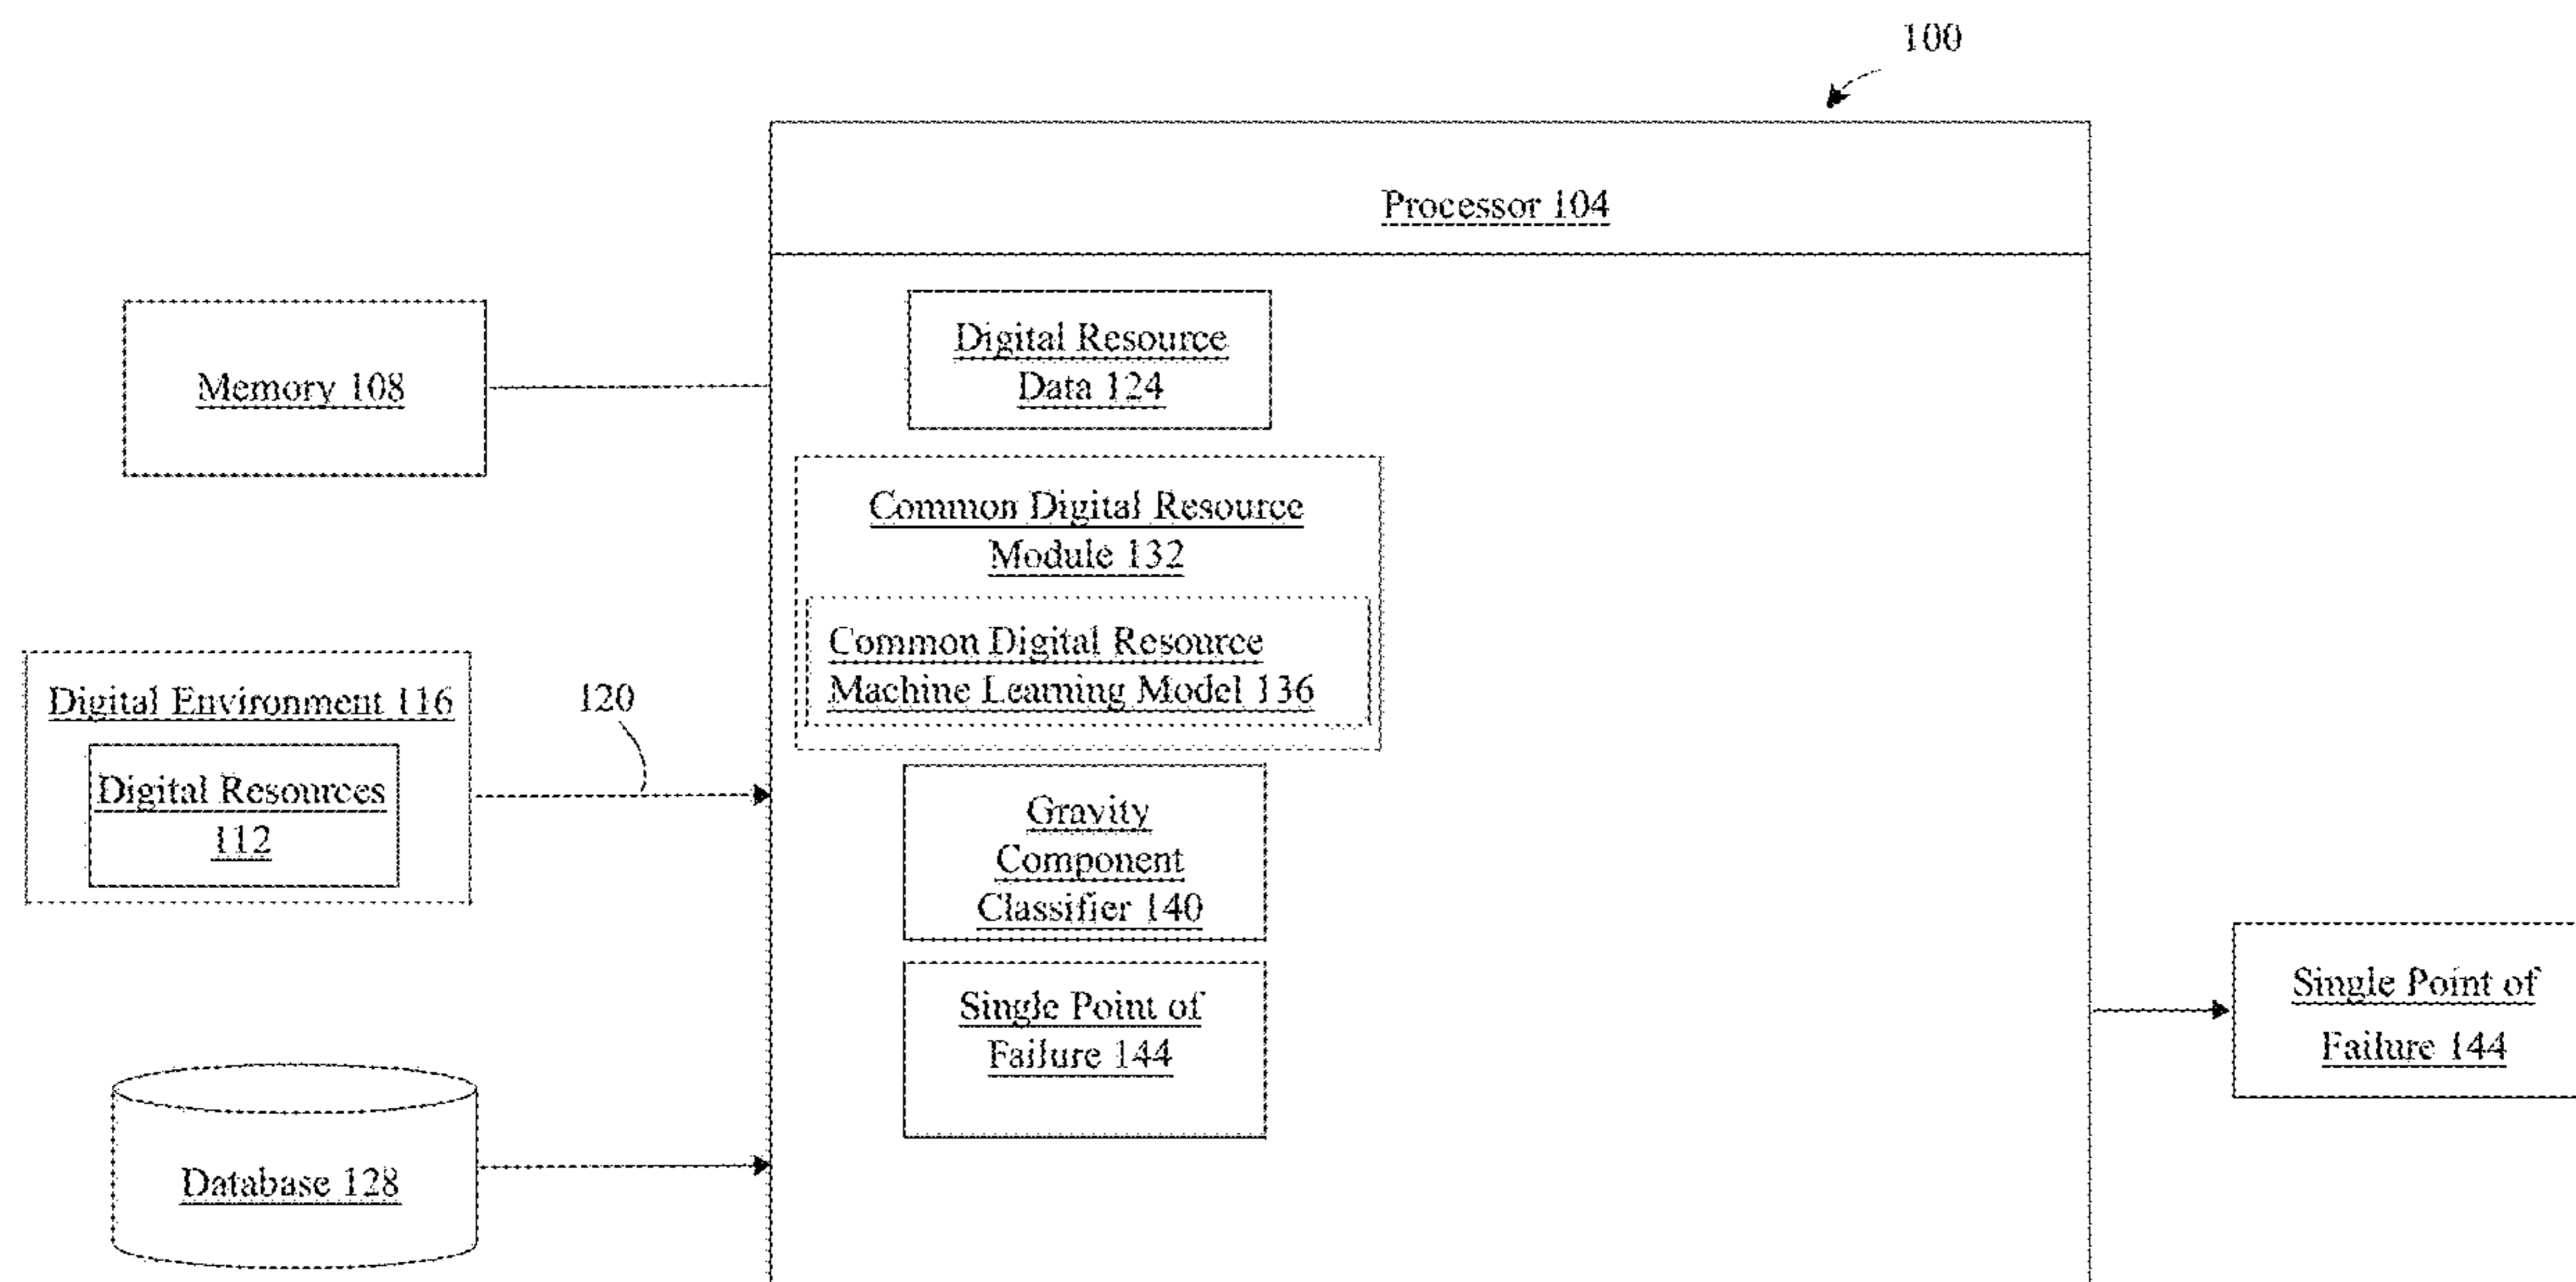 100
Processor 104
Memory 108
Digital Resource
Data 124
Common Digital Resource
Module 132
Common Digital Resource
Machine Learning Model 136
Digital Environment 116
Digital Resources
112
120
Gravity
Component
Classifier 140
Single Point of
Failure 144
Single Point of
Failure 144
Database 128